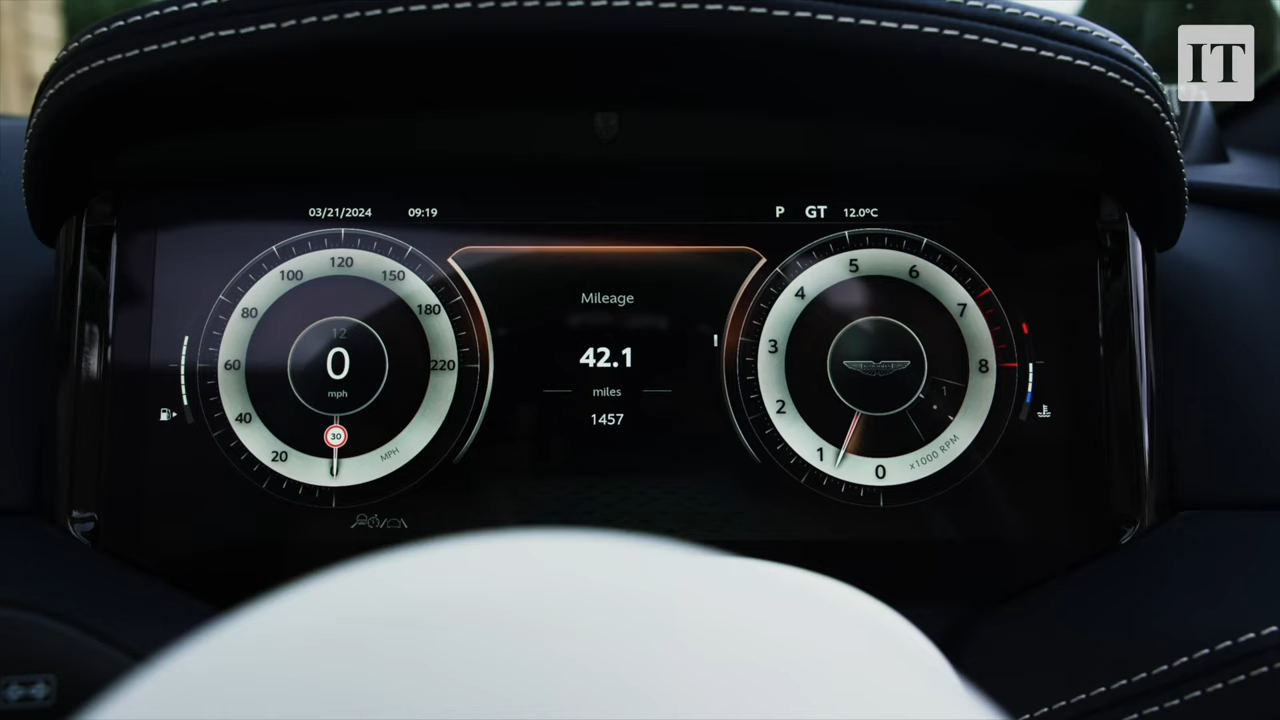 IT
03/21/2024 09:19
P GT 12.0°C
120
100 150
80 180
60 220
40
20
MPH
12
0
mph
30
Mileage
42.1
miles
1457
5 6
4 7
3 8
2
1 0
x1000 RPM
1